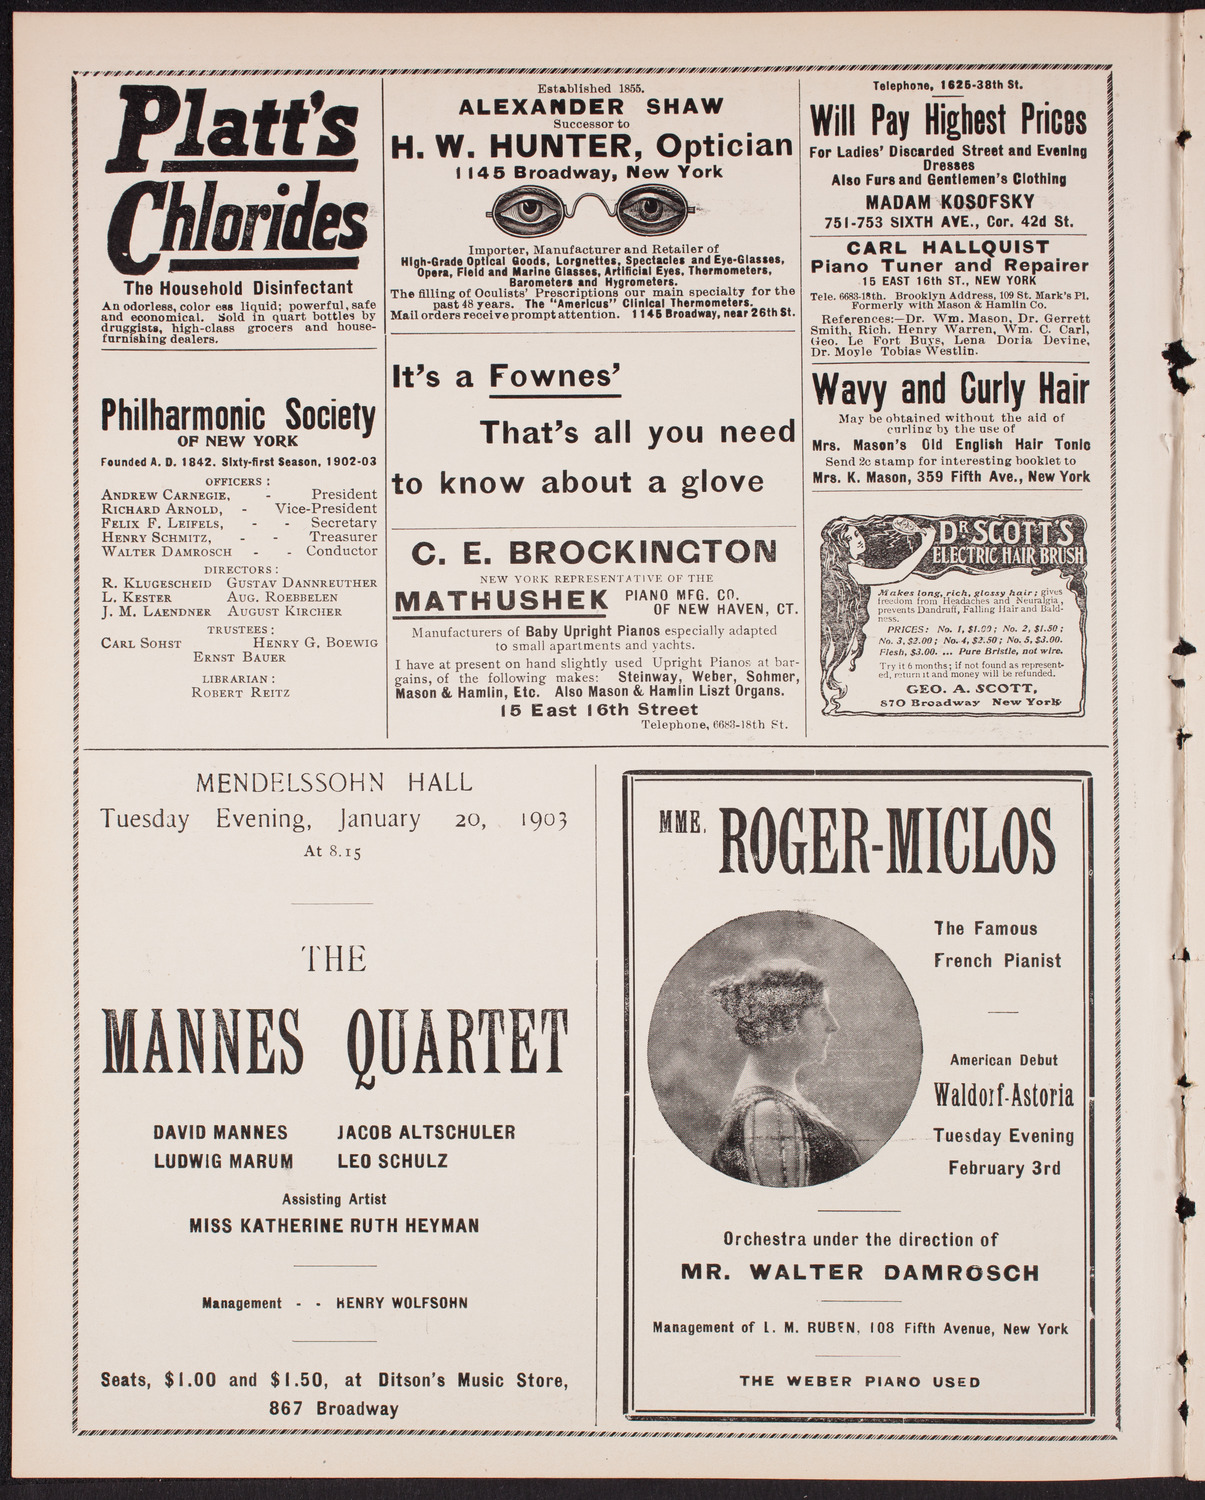 Platt's
Chlorides
The Household Disinfectant
An odorless, color ess liquid; powerful, safe
and economical. Sold in quart bottles by
druggists, high-class grocers and house-
furnishing dealers.
Philharmonic Society
OF NEW YORK
Founded A. D. 1842. Sixty-first Season, 1902-03
OFFICERS :
ANDREW CARNEGIE, - President
RICHARD ARNOLD, - Vice-President
FELIX F. LEIFELS, - - Secretary
HENRY SCHMITZ, - - Treasurer
WALTER DAMROSCH - - Conductor
DIRECTORS :
R. KLUGESCHEID GUSTAV DANNREUTHER
L. KESTER AUG. ROEBBELEN
J. M. LAENDNER AUGUST KIRCHER
TRUSTEES :
CARL SOHST HENRY G. BOEWIG
ERNST BAUER
LIBRARIAN :
ROBERT REITZ
Established 1855.
ALEXANDER SHAW
Successor to
H. W. HUNTER, Optician
1145 Broadway, New York
Importer, Manufacturer and Retailer of
High-Grade Optical Goods, Lorgnettes, Spectacles and Eye-Glasses,
Opera, Field and Marine Glasses, Artificial Eyes, Thermometers,
Barometers and Hygrometers.
The filling of Oculists' Prescriptions our main specialty for the
past 48 years. The "Americus" Clinical Thermometers.
Mail orders receive prompt attention. 1145 Broadway, near 26th St.
It's a Fownes'
That's all you need
to know about a glove
C. E. BROCKINGTON
NEW YORK REPRESENTATIVE OF THE
MATHUSHEK PIANO MFG. CO.
OF NEW HAVEN, CT.
Manufacturers of Baby Upright Pianos especially adapted
to small apartments and yachts.
I have at present on hand slightly used Upright Pianos at bar-
gains, of the following makes: Steinway, Weber, Sohmer,
Mason & Hamlin, Etc. Also Mason & Hamlin Liszt Organs.
15 East 16th Street
Telephone, 6683-18th St.
Telephone, 1625-38th St.
Will Pay Highest Prices
For Ladies' Discarded Street and Evening
Dresses
Also Furs and Gentlemen's Clothing
MADAM KOSOFSKY
751-753 SIXTH AVE., Cor. 42d St.
CARL HALLQUIST
Piano Tuner and Repairer
15 EAST 16th ST., NEW YORK
Tele. 6683-18th. Brooklyn Address, 109 St. Mark's Pl.
Formerly with Mason & Hamlin Co.
References:—Dr. Wm. Mason, Dr. Gerrett
Smith, Rich. Henry Warren, Wm. C. Carl,
Geo. Le Fort Buys, Lena Doria Devine,
Dr. Moyle Tobias Westlin.
Wavy and Curly Hair
May be obtained without the aid of
curling by the use of
Mrs. Mason's Old English Hair Tonic
Send 2c stamp for interesting booklet to
Mrs. K. Mason, 359 Fifth Ave., New York
DR SCOTT'S
ELECTRIC HAIR BRUSH
Makes long, rich, glossy hair; gives
freedom from Headaches and Neuralgia,
prevents Dandruff, Falling Hair and Bald-
ness.
PRICES: No. 1, $1.00; No. 2, $1.50;
No. 3, $2.00; No. 4, $2.50; No. 5, $3.00.
Flesh, $3.00. ... Pure Bristle, not wire.
Try it 6 months; if not found as represent-
ed, return it and money will be refunded.
GEO. A. SCOTT,
870 Broadway New York
MENDELSSOHN HALL
Tuesday Evening, January 20, 1903
At 8.15
THE
MANNES QUARTET
DAVID MANNES JACOB ALTSCHULER
LUDWIG MARUM LEO SCHULZ
Assisting Artist
MISS KATHERINE RUTH HEYMAN
Management - - HENRY WOLFSOHN
Seats, $1.00 and $1.50, at Ditson's Music Store,
867 Broadway
MME. ROGER-MICLOS
The Famous
French Pianist
American Debut
Waldorf-Astoria
Tuesday Evening
February 3rd
Orchestra under the direction of
MR. WALTER DAMROSCH
Management of L. M. RUBEN, 108 Fifth Avenue, New York
THE WEBER PIANO USED